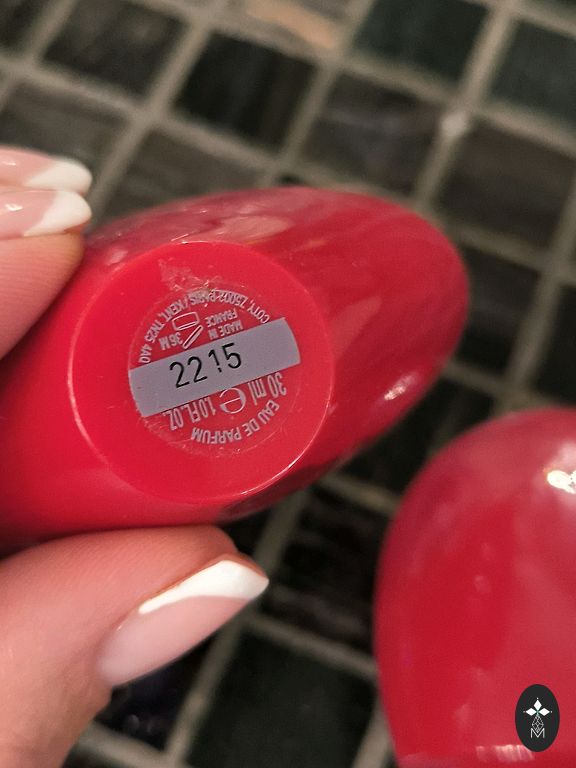 COTY, 75002 PARIS / KENT, TN25 4AQ
MADE IN
FRANCE
36 M
2215
30 ml e 1.0 FL.OZ.
EAU DE PARFUM
M